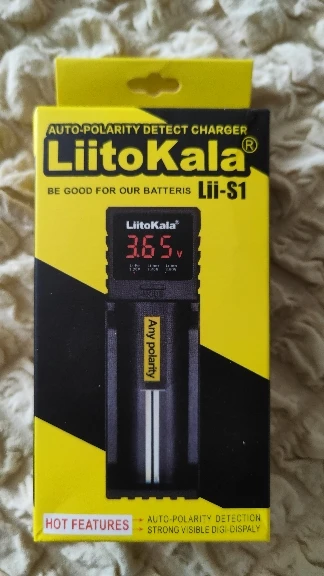 AUTO-POLARITY DETECT CHARGER
LiitoKala®
BE GOOD FOR OUR BATTERIS Lii-S1
LiitoKala®
3.65 V
Any polarity
HOT FEATURES
AUTO-POLARITY DETECTION
STRONG VISIBLE DIGI-DISPALY